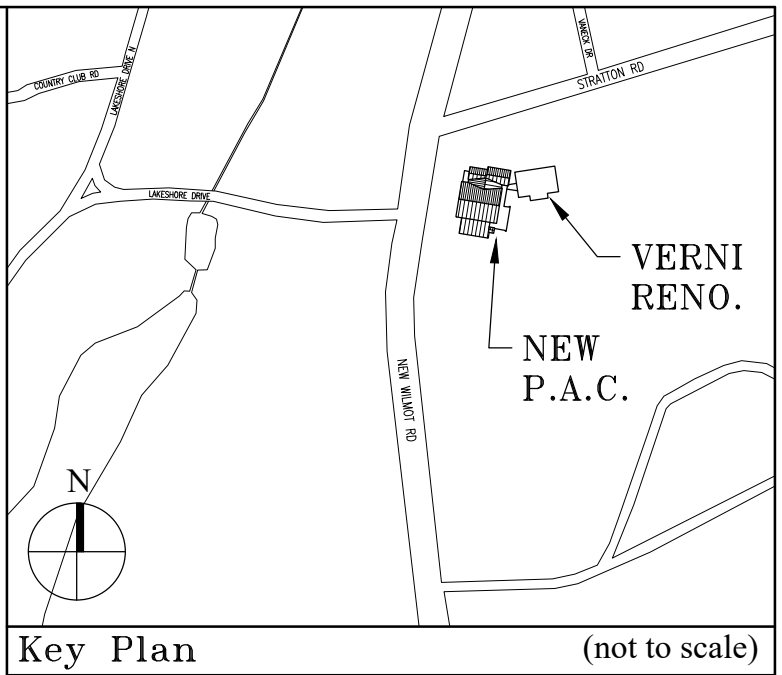 VANECK DR
STRATTON RD
COUNTRY CLUB RD
LAKESHORE DRIVE N
LAKESHORE DRIVE
VERNI
RENO.
NEW
P.A.C.
NEW WILMOT RD
N
Key Plan (not to scale)